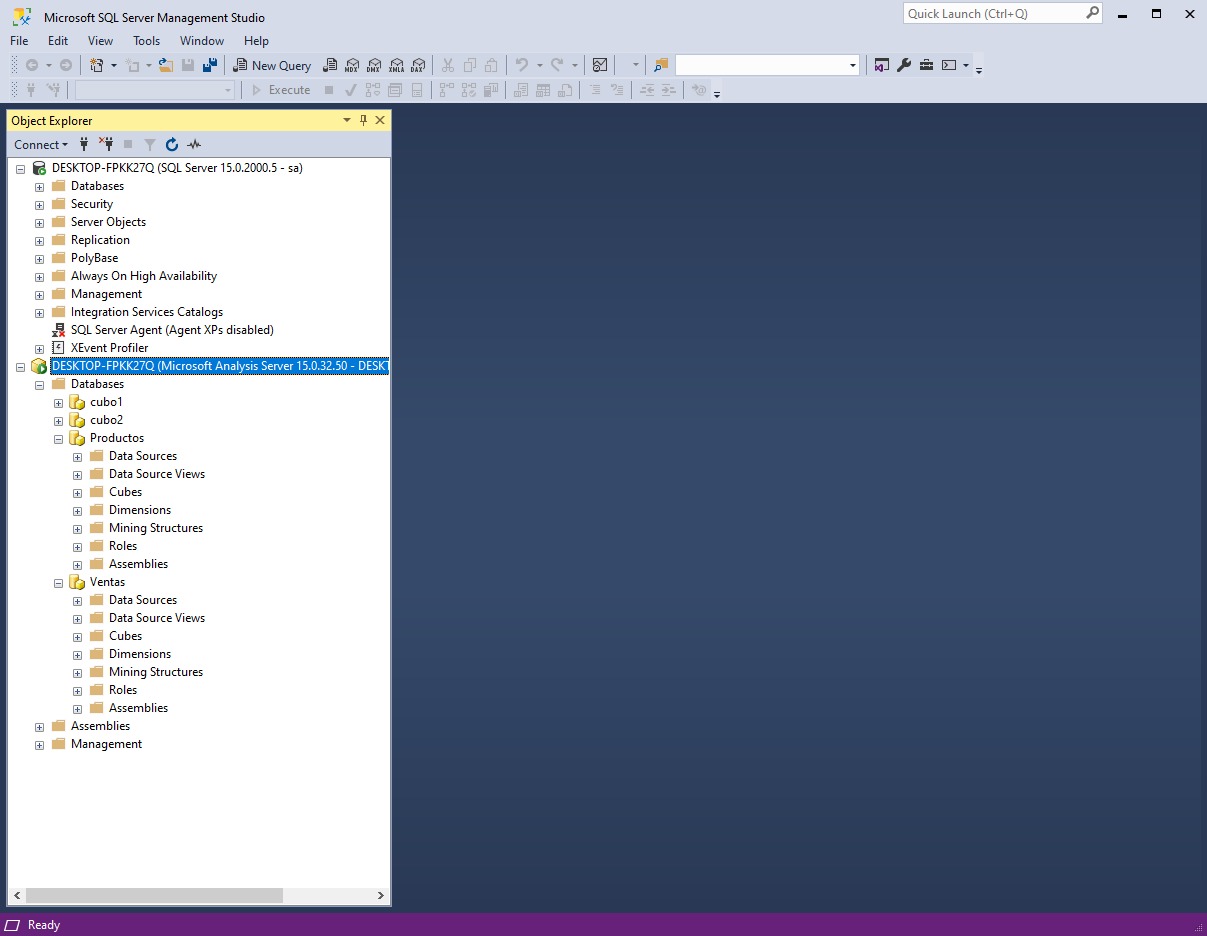 Microsoft SQL Server Management Studio
Quick Launch (Ctrl+Q)
File Edit View Tools Window Help
New Query MDX DMX XMLA DAX
Execute
Object Explorer
Connect
DESKTOP-FPKK27Q (SQL Server 15.0.2000.5 - sa)
Databases
Security
Server Objects
Replication
PolyBase
Always On High Availability
Management
Integration Services Catalogs
SQL Server Agent (Agent XPs disabled)
XEvent Profiler
DESKTOP-FPKK27Q (Microsoft Analysis Server 15.0.32.50 - DESKT
Databases
cubo1
cubo2
Productos
Data Sources
Data Source Views
Cubes
Dimensions
Mining Structures
Roles
Assemblies
Ventas
Data Sources
Data Source Views
Cubes
Dimensions
Mining Structures
Roles
Assemblies
Assemblies
Management
Ready